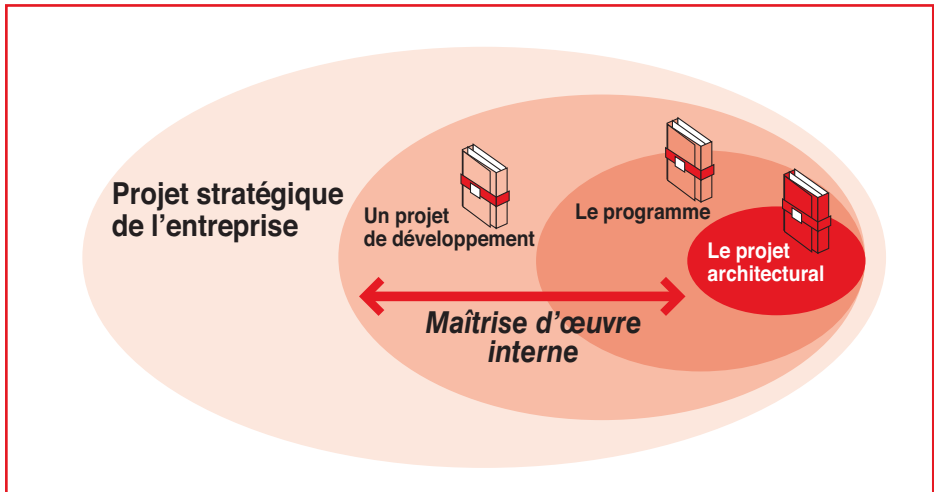 Projet stratégique
de l'entreprise
Un projet
de développement
Le programme
Le projet
architectural
Maîtrise d'œuvre
interne